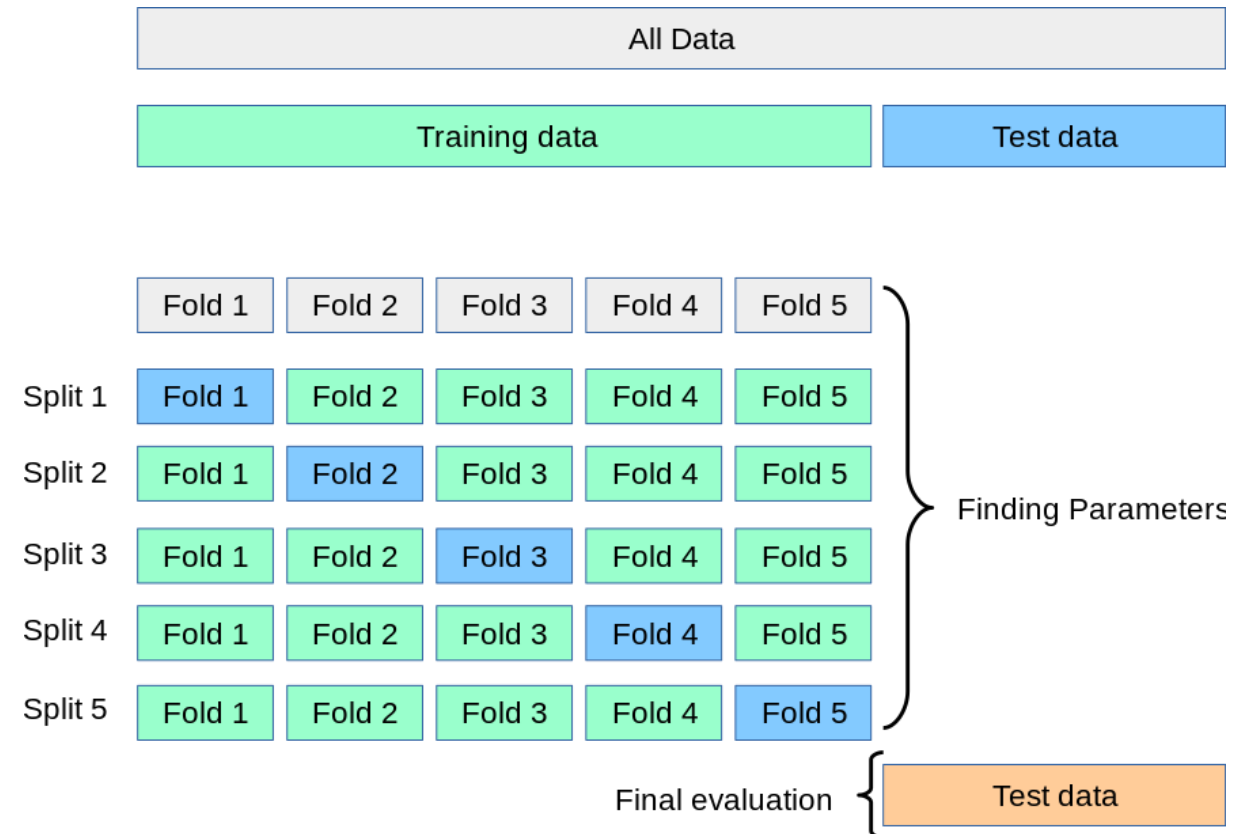 All Data
Training data Test data
Fold 1 Fold 2 Fold 3 Fold 4 Fold 5
Split 1 Fold 1 Fold 2 Fold 3 Fold 4 Fold 5
Split 2 Fold 1 Fold 2 Fold 3 Fold 4 Fold 5
Finding Parameters
Split 3 Fold 1 Fold 2 Fold 3 Fold 4 Fold 5
Split 4 Fold 1 Fold 2 Fold 3 Fold 4 Fold 5
Split 5 Fold 1 Fold 2 Fold 3 Fold 4 Fold 5
Final evaluation Test data